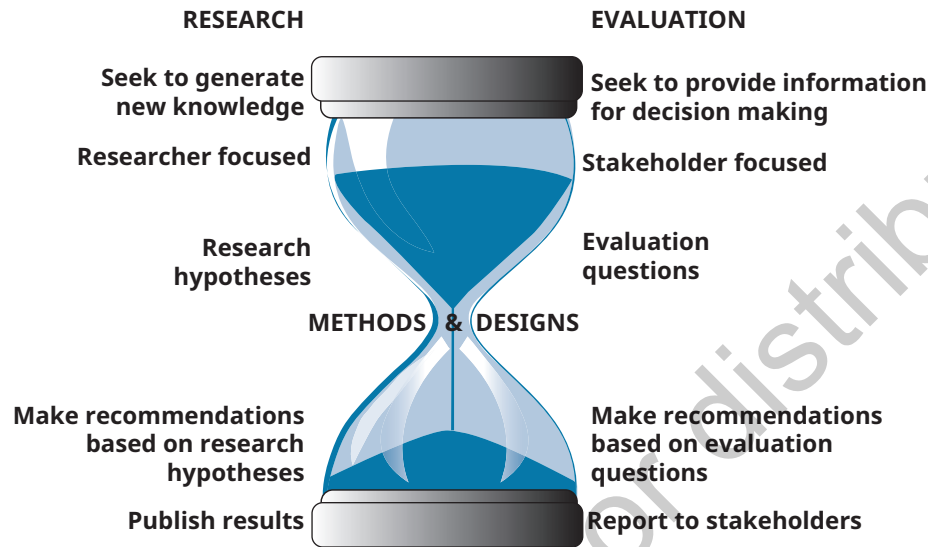 RESEARCH
EVALUATION
Seek to generate
new knowledge
Seek to provide information
for decision making
Researcher focused
Stakeholder focused
Research
hypotheses
Evaluation
questions
METHODS & DESIGNS
Make recommendations
based on research
hypotheses
Make recommendations
based on evaluation
questions
Publish results
Report to stakeholders